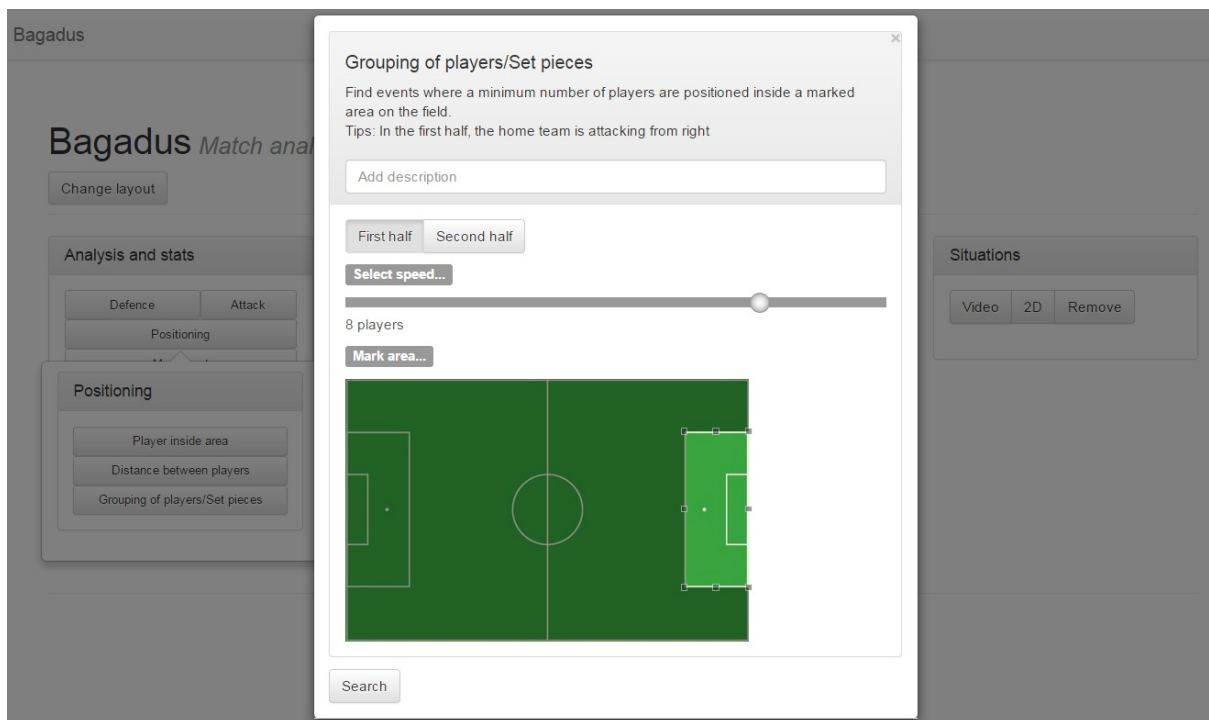 Bagadus
Bagadus Match anal
Change layout
Analysis and stats
Defence Attack
Positioning
Positioning
Player inside area
Distance between players
Grouping of players/Set pieces
×
Grouping of players/Set pieces
Find events where a minimum number of players are positioned inside a marked
area on the field.
Tips: In the first half, the home team is attacking from right
Add description
First half Second half
Select speed...
8 players
Mark area...
Search
Situations
Video 2D Remove